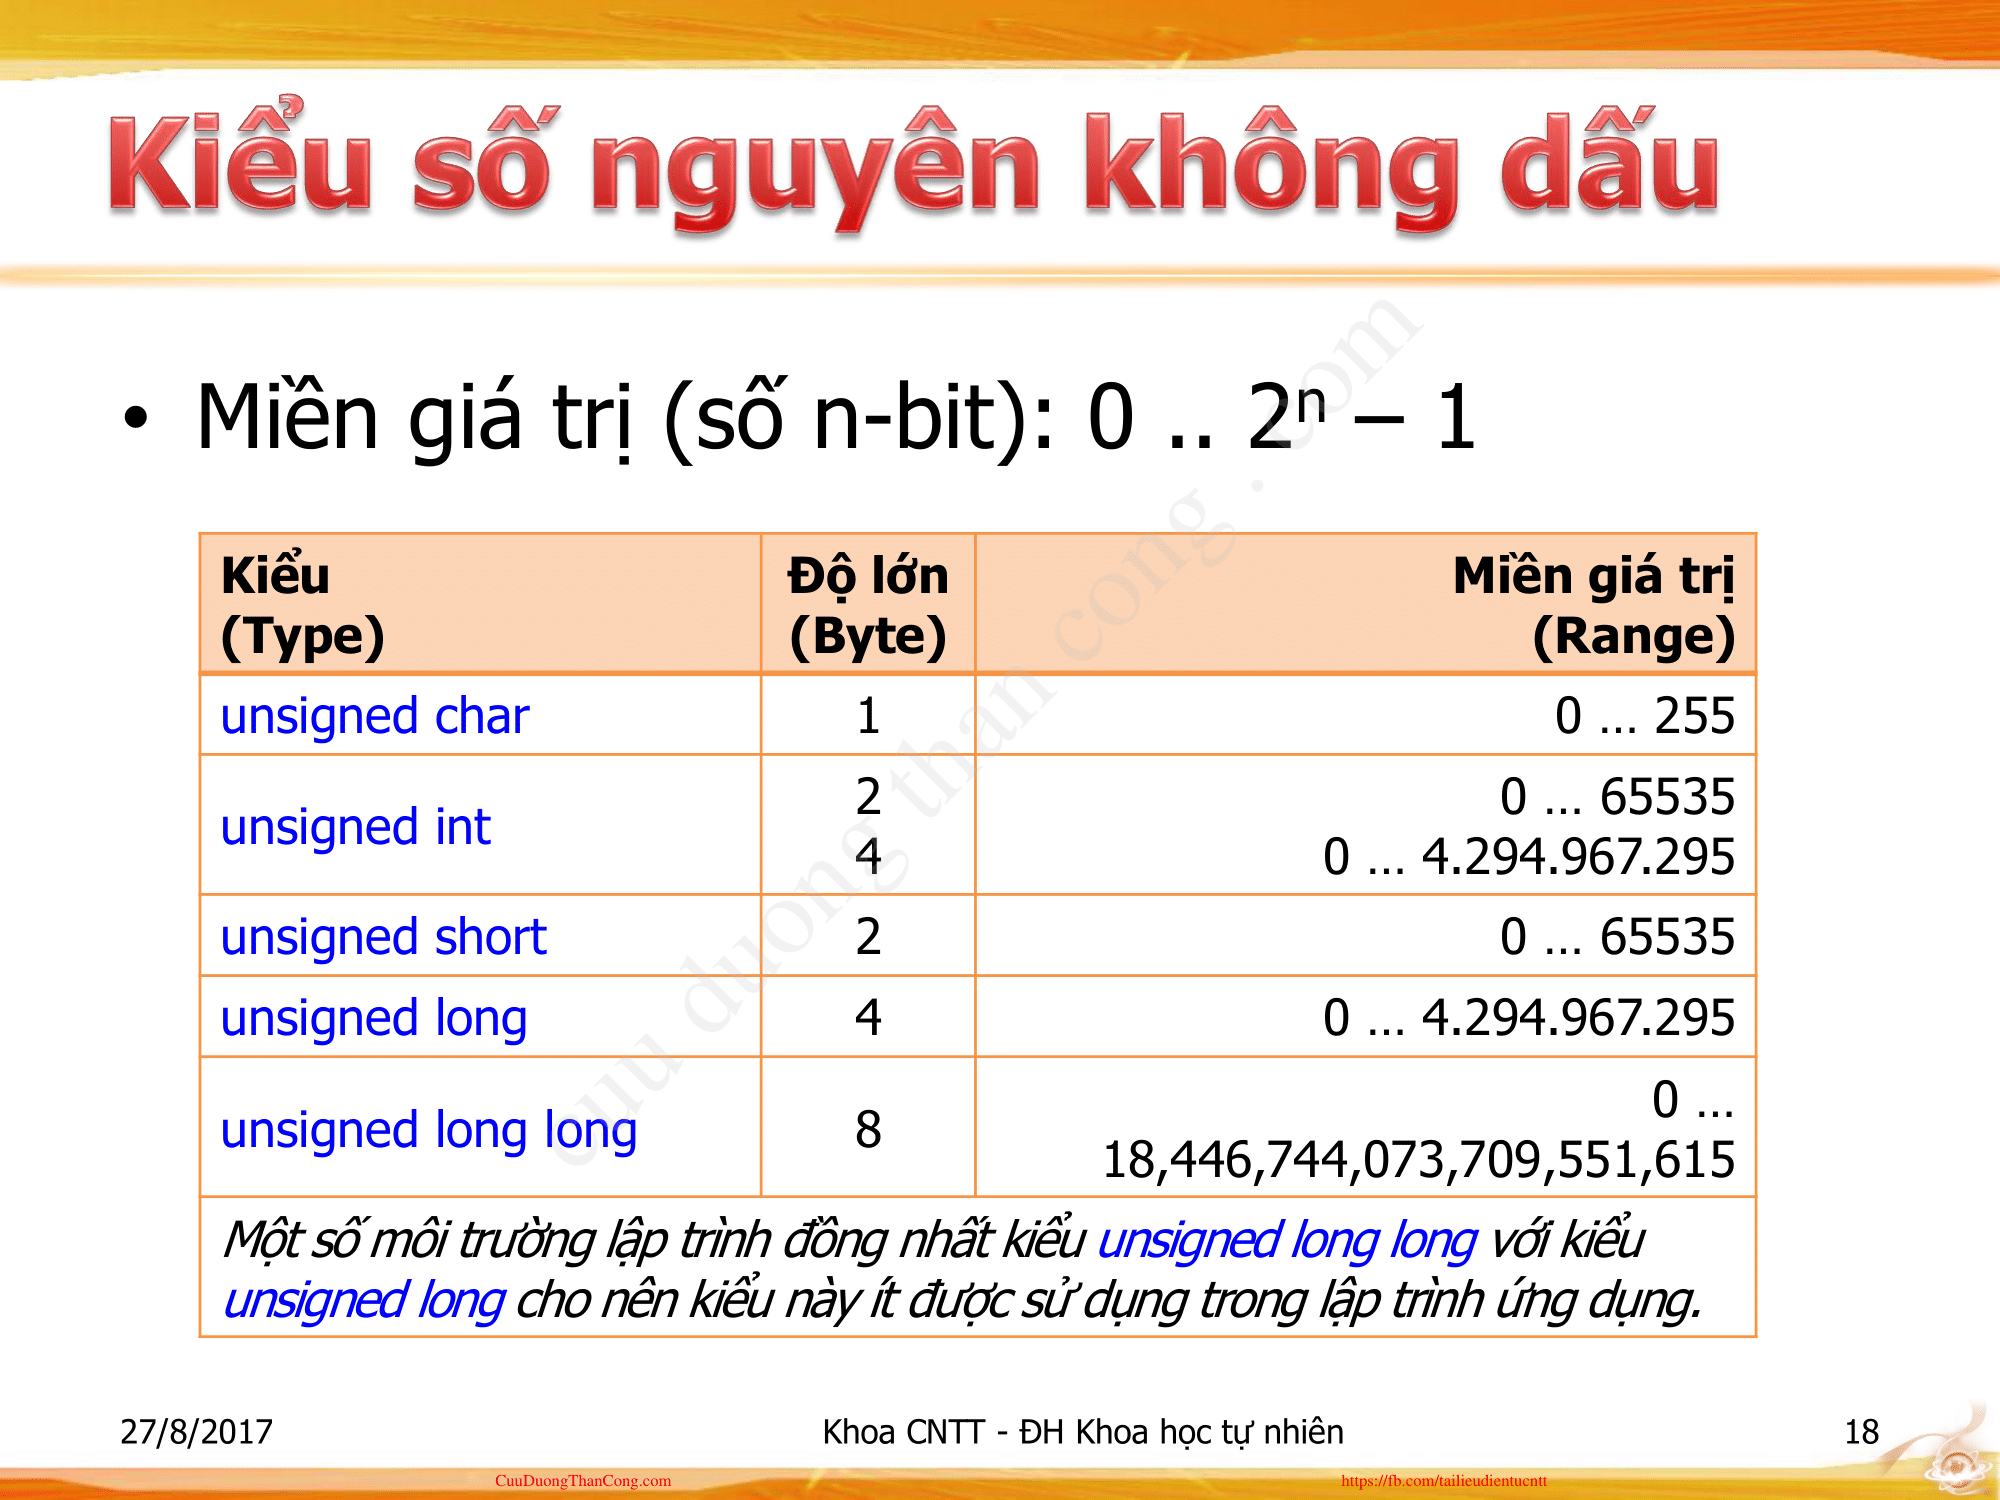 Kiểu số nguyên không dấu
• Miền giá trị (số n-bit): 0 .. 2ⁿ – 1
Kiểu (Type) Độ lớn (Byte) Miền giá trị (Range)
unsigned char 1 0 … 255
unsigned int 2 0 … 65535
4 0 … 4.294.967.295
unsigned short 2 0 … 65535
unsigned long 4 0 … 4.294.967.295
unsigned long long 8 0 …
18,446,744,073,709,551,615
Một số môi trường lập trình đồng nhất kiểu unsigned long long với kiểu
unsigned long cho nên kiểu này ít được sử dụng trong lập trình ứng dụng.
cuu duong than cong . com
27/8/2017 Khoa CNTT - ĐH Khoa học tự nhiên 18
CuuDuongThanCong.com https://fb.com/tailieudientucntt